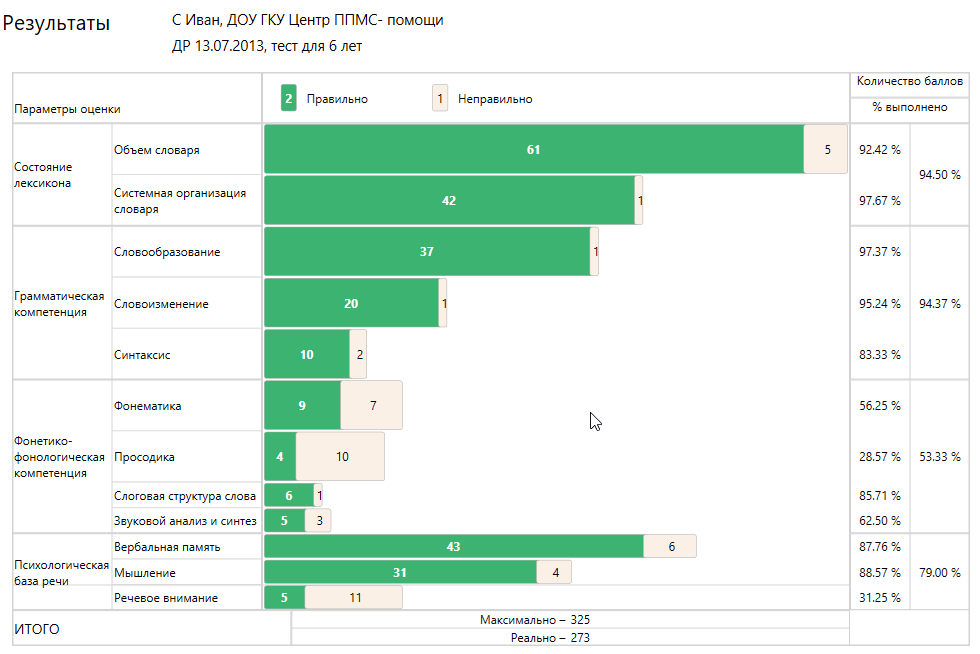 Результаты
С Иван, ДОУ ГКУ Центр ППМС- помощи
ДР 13.07.2013, тест для 6 лет
Параметры оценки
2 Правильно 1 Неправильно
Количество баллов
% выполнено
Состояние
лексикона
Объем словаря 61 5 92.42 %
Системная организация
словаря 42 1 97.67 %
94.50 %
Грамматическая
компетенция
Словообразование 37 1 97.37 %
Словоизменение 20 1 95.24 %
Синтаксис 10 2 83.33 %
94.37 %
Фонетико-
фонологическая
компетенция
Фонематика 9 7 56.25 %
Просодика 4 10 28.57 %
Слоговая структура слова 6 1 85.71 %
Звуковой анализ и синтез 5 3 62.50 %
53.33 %
Психологическая
база речи
Вербальная память 43 6 87.76 %
Мышление 31 4 88.57 %
Речевое внимание 5 11 31.25 %
79.00 %
ИТОГО
Максимально – 325
Реально – 273